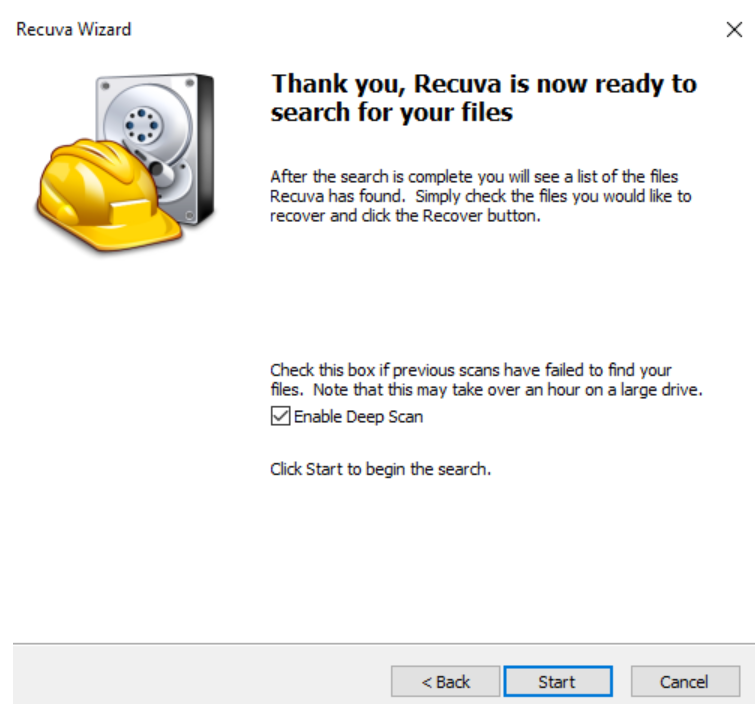 Recuva Wizard
Thank you, Recuva is now ready to
search for your files
After the search is complete you will see a list of the files
Recuva has found.  Simply check the files you would like to
recover and click the Recover button.
Check this box if previous scans have failed to find your
files.  Note that this may take over an hour on a large drive.
Enable Deep Scan
Click Start to begin the search.
< Back
Start
Cancel